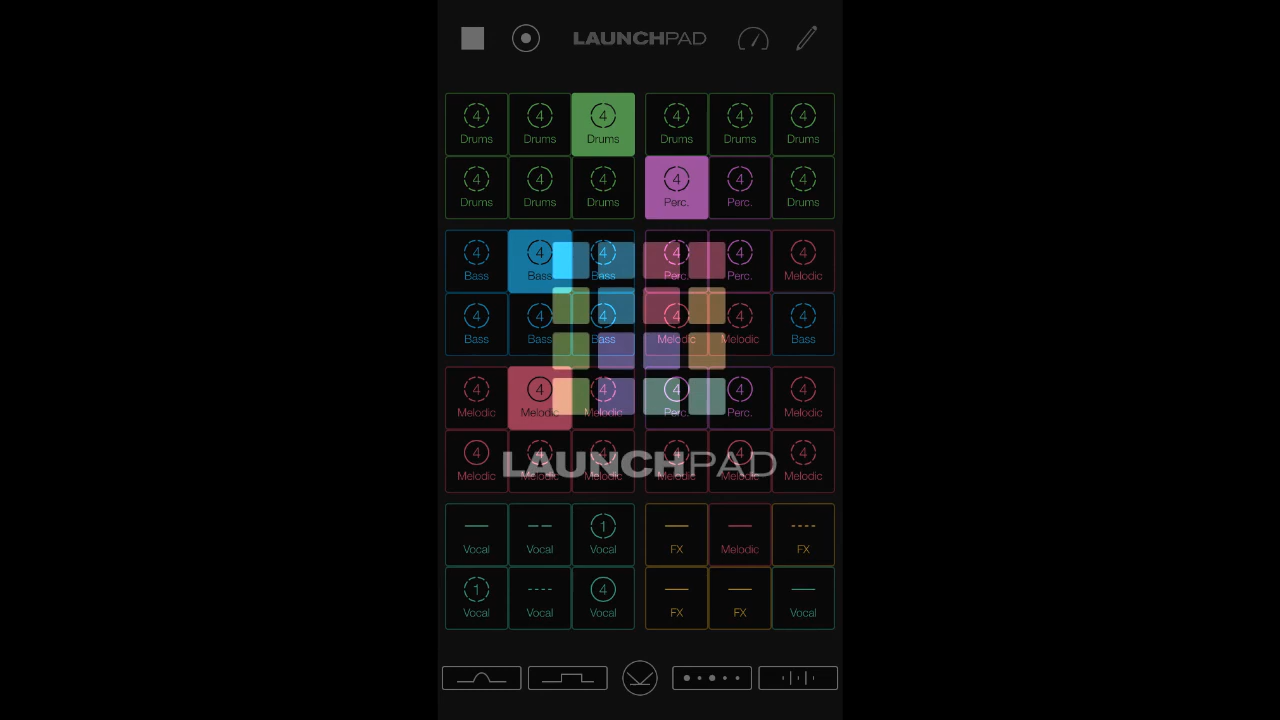 LAUNCHPAD
4 4 4 4 4 4
Drums Drums Drums Drums Drums Drums
4 4 4 4 4 4
Drums Drums Drums Perc. Perc. Drums
4 4 4 4 4 4
Bass Bass Bass Perc. Perc. Melodic
4 4 4 4 4 4
Bass Bass Bass Melodic Melodic Bass
4 4 4 4 4 4
Melodic Melodic Melodic Perc. Perc. Melodic
4 4 4 4 4 4
LAUNCHPAD
Melodic Melodic Melodic Melodic Melodic Melodic
1
Vocal Vocal Vocal FX Melodic FX
1 4
Vocal Vocal Vocal FX FX Vocal